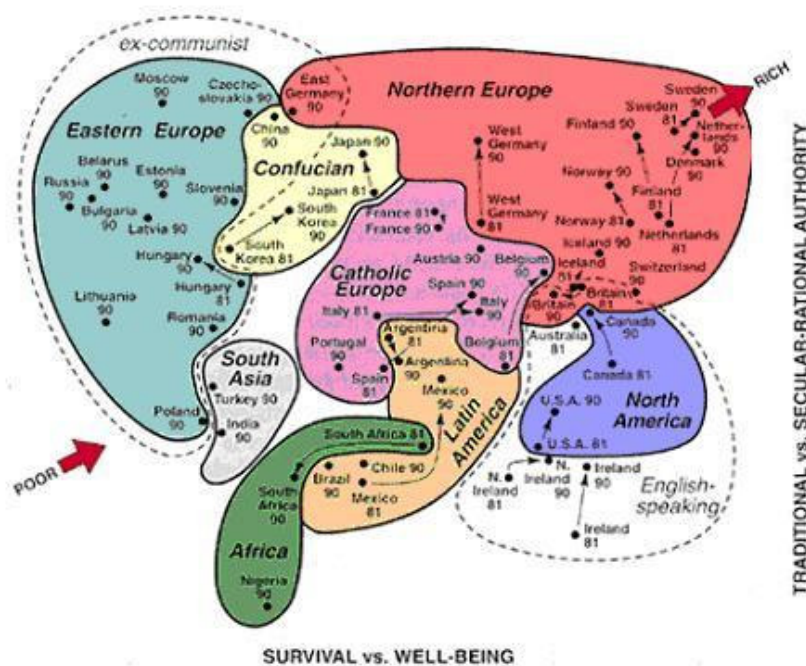 ex-communist
Moscow
90
Czecho-
slovakia 90
East
Germany
90
Northern Europe
Sweden
90
RICH
Eastern Europe
China
90
Sweden
81
Nether-
lands 90
Finland 90
West
Germany
90
Japan 90
Denmark
90
Confucian
Belarus
90
Estonia
90
Russia
90
Slovenia
90
Japan 81
Norway 90
Finland
81
Bulgaria
90
Latvia 90
South
Korea
90
France 81
France 90
West
Germany 81
Norway 81
Netherlands
81
South
Korea 81
Hungary
90
Austria 90
Belgium
90
Iceland 90
Iceland
81
Switzerland
90
Catholic
Europe
Spain
90
Hungary
81
Lithuania
90
Italy 81
Italy
90
Britain
90
Britain
81
Romania
90
Argentina
81
Canada
90
Australia
81
Portugal
90
Argentina
90
Belgium
81
South
Asia
Spain
81
Mexico
90
Canada 81
Turkey 90
U.S.A. 90
North
America
Poland
90
India
90
Latin
America
South Africa 81
U.S.A. 81
POOR
Brazil
90
Chile 90
Mexico
81
N.
Ireland
81
N.
Ireland
90
Ireland
90
English-
speaking
South
Africa
90
Ireland
81
Africa
Nigeria
90
SURVIVAL vs. WELL-BEING
TRADITIONAL vs. SECULAR-RATIONAL AUTHORITY